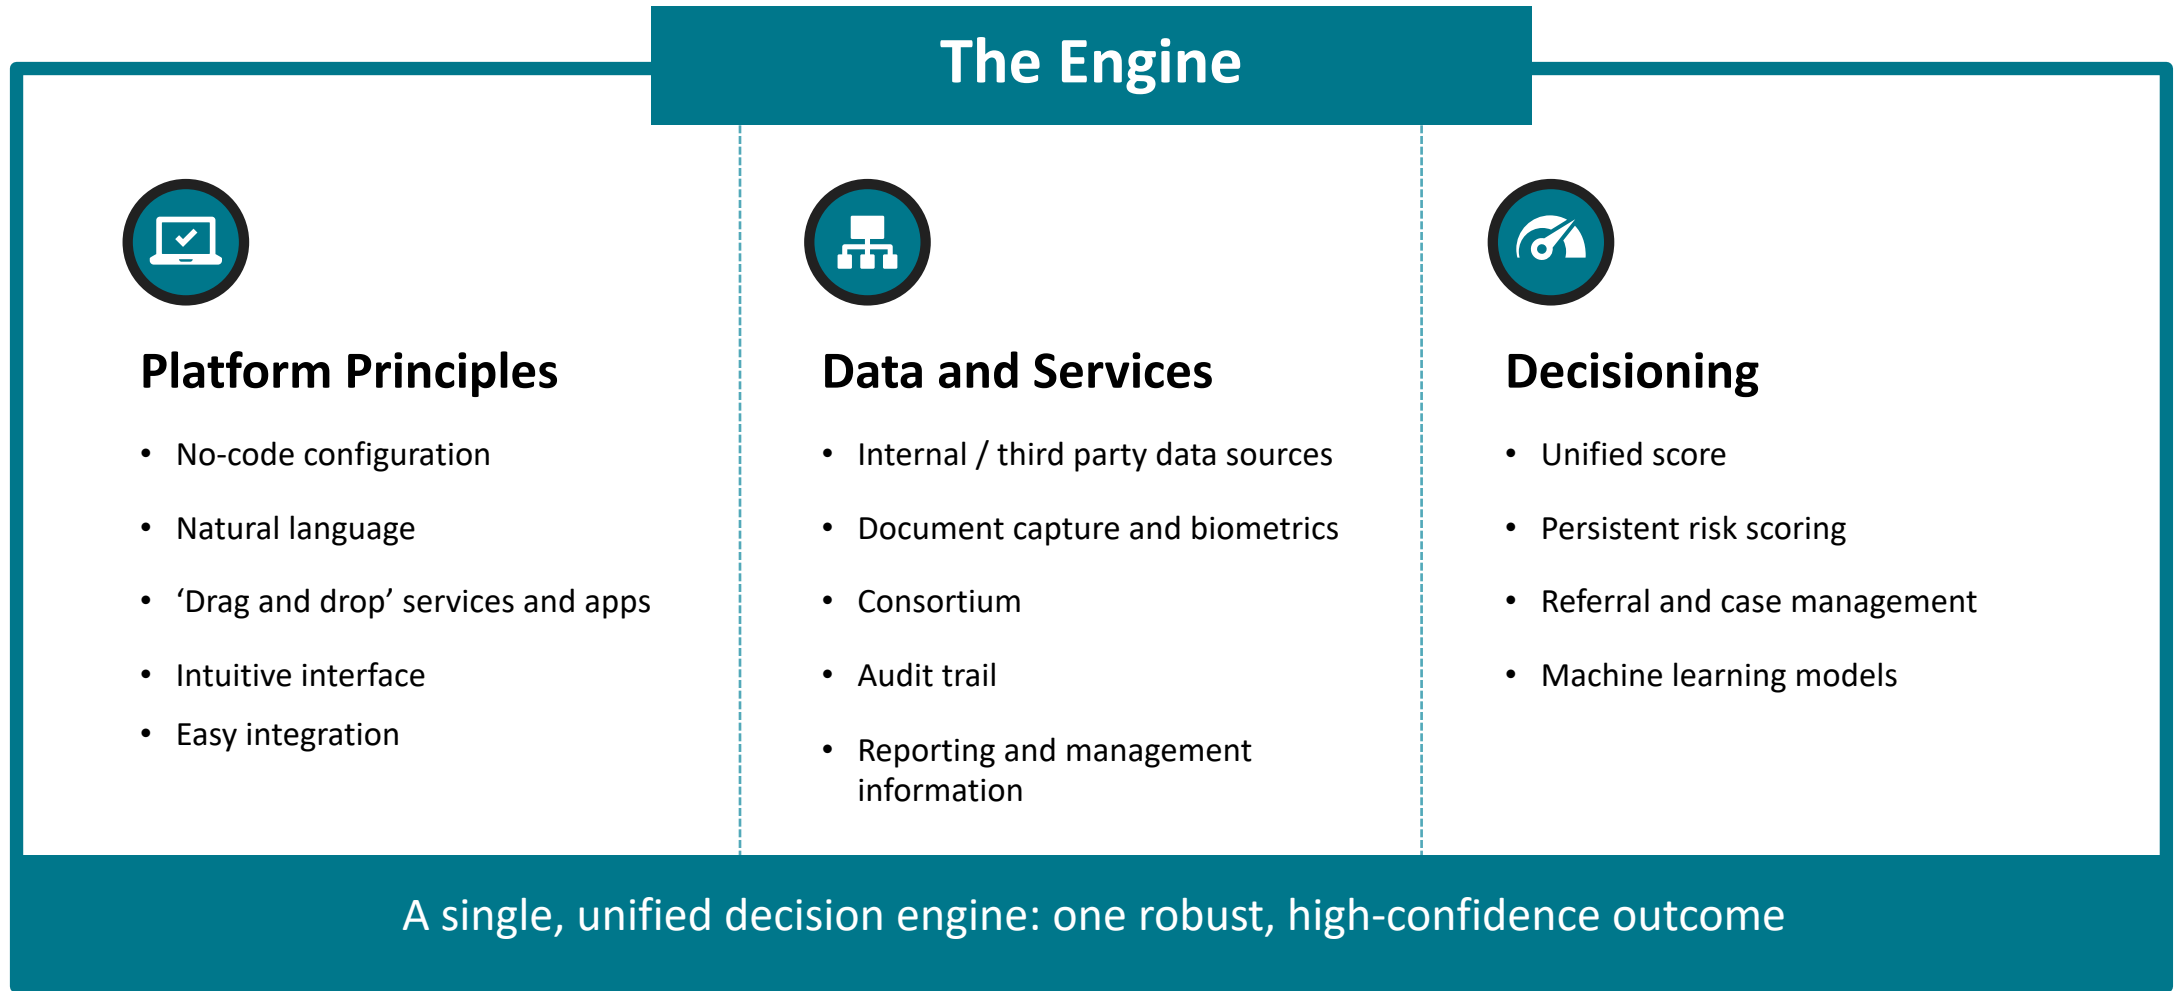 The Engine
Platform Principles
• No-code configuration
• Natural language
• ‘Drag and drop’ services and apps
• Intuitive interface
• Easy integration
Data and Services
• Internal / third party data sources
• Document capture and biometrics
• Consortium
• Audit trail
• Reporting and management
information
Decisioning
• Unified score
• Persistent risk scoring
• Referral and case management
• Machine learning models
A single, unified decision engine: one robust, high-confidence outcome